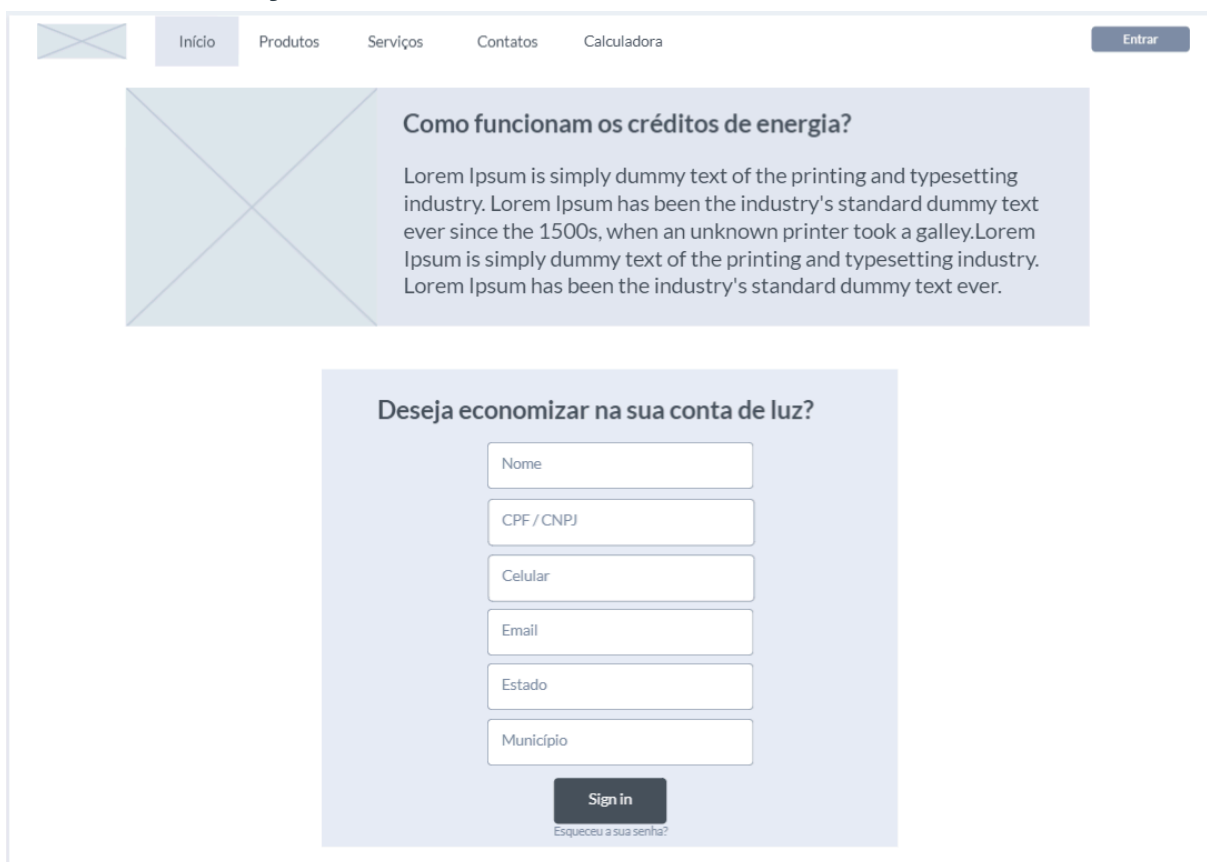 Início
Produtos
Serviços
Contatos
Calculadora
Entrar
Como funcionam os créditos de energia?
Lorem Ipsum is simply dummy text of the printing and typesetting
industry. Lorem Ipsum has been the industry's standard dummy text
ever since the 1500s, when an unknown printer took a galley.Lorem
Ipsum is simply dummy text of the printing and typesetting industry.
Lorem Ipsum has been the industry's standard dummy text ever.
Deseja economizar na sua conta de luz?
Nome
CPF / CNPJ
Celular
Email
Estado
Município
Sign in
Esqueceu a sua senha?